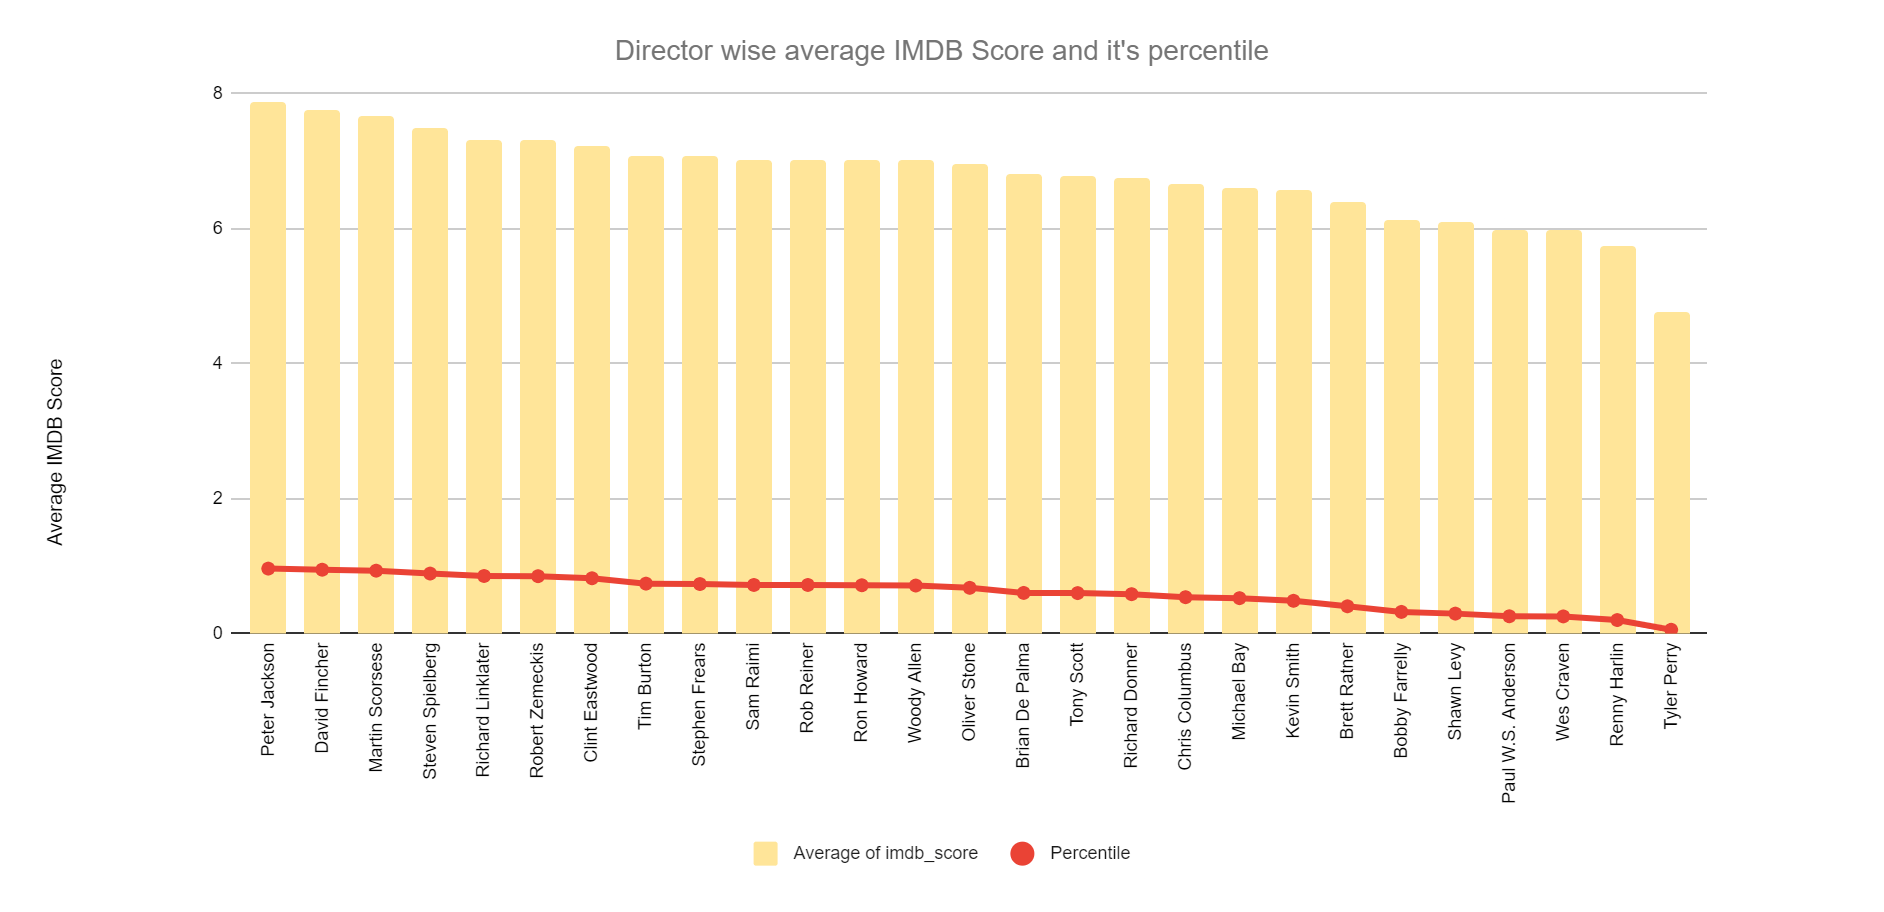 Director wise average IMDB Score and it's percentile
Average IMDB Score
8
6
4
2
0
Peter Jackson
David Fincher
Martin Scorsese
Steven Spielberg
Richard Linklater
Robert Zemeckis
Clint Eastwood
Tim Burton
Stephen Frears
Sam Raimi
Rob Reiner
Ron Howard
Woody Allen
Oliver Stone
Brian De Palma
Tony Scott
Richard Donner
Chris Columbus
Michael Bay
Kevin Smith
Brett Ratner
Bobby Farrelly
Shawn Levy
Paul W.S. Anderson
Wes Craven
Renny Harlin
Tyler Perry
Average of imdb_score
Percentile